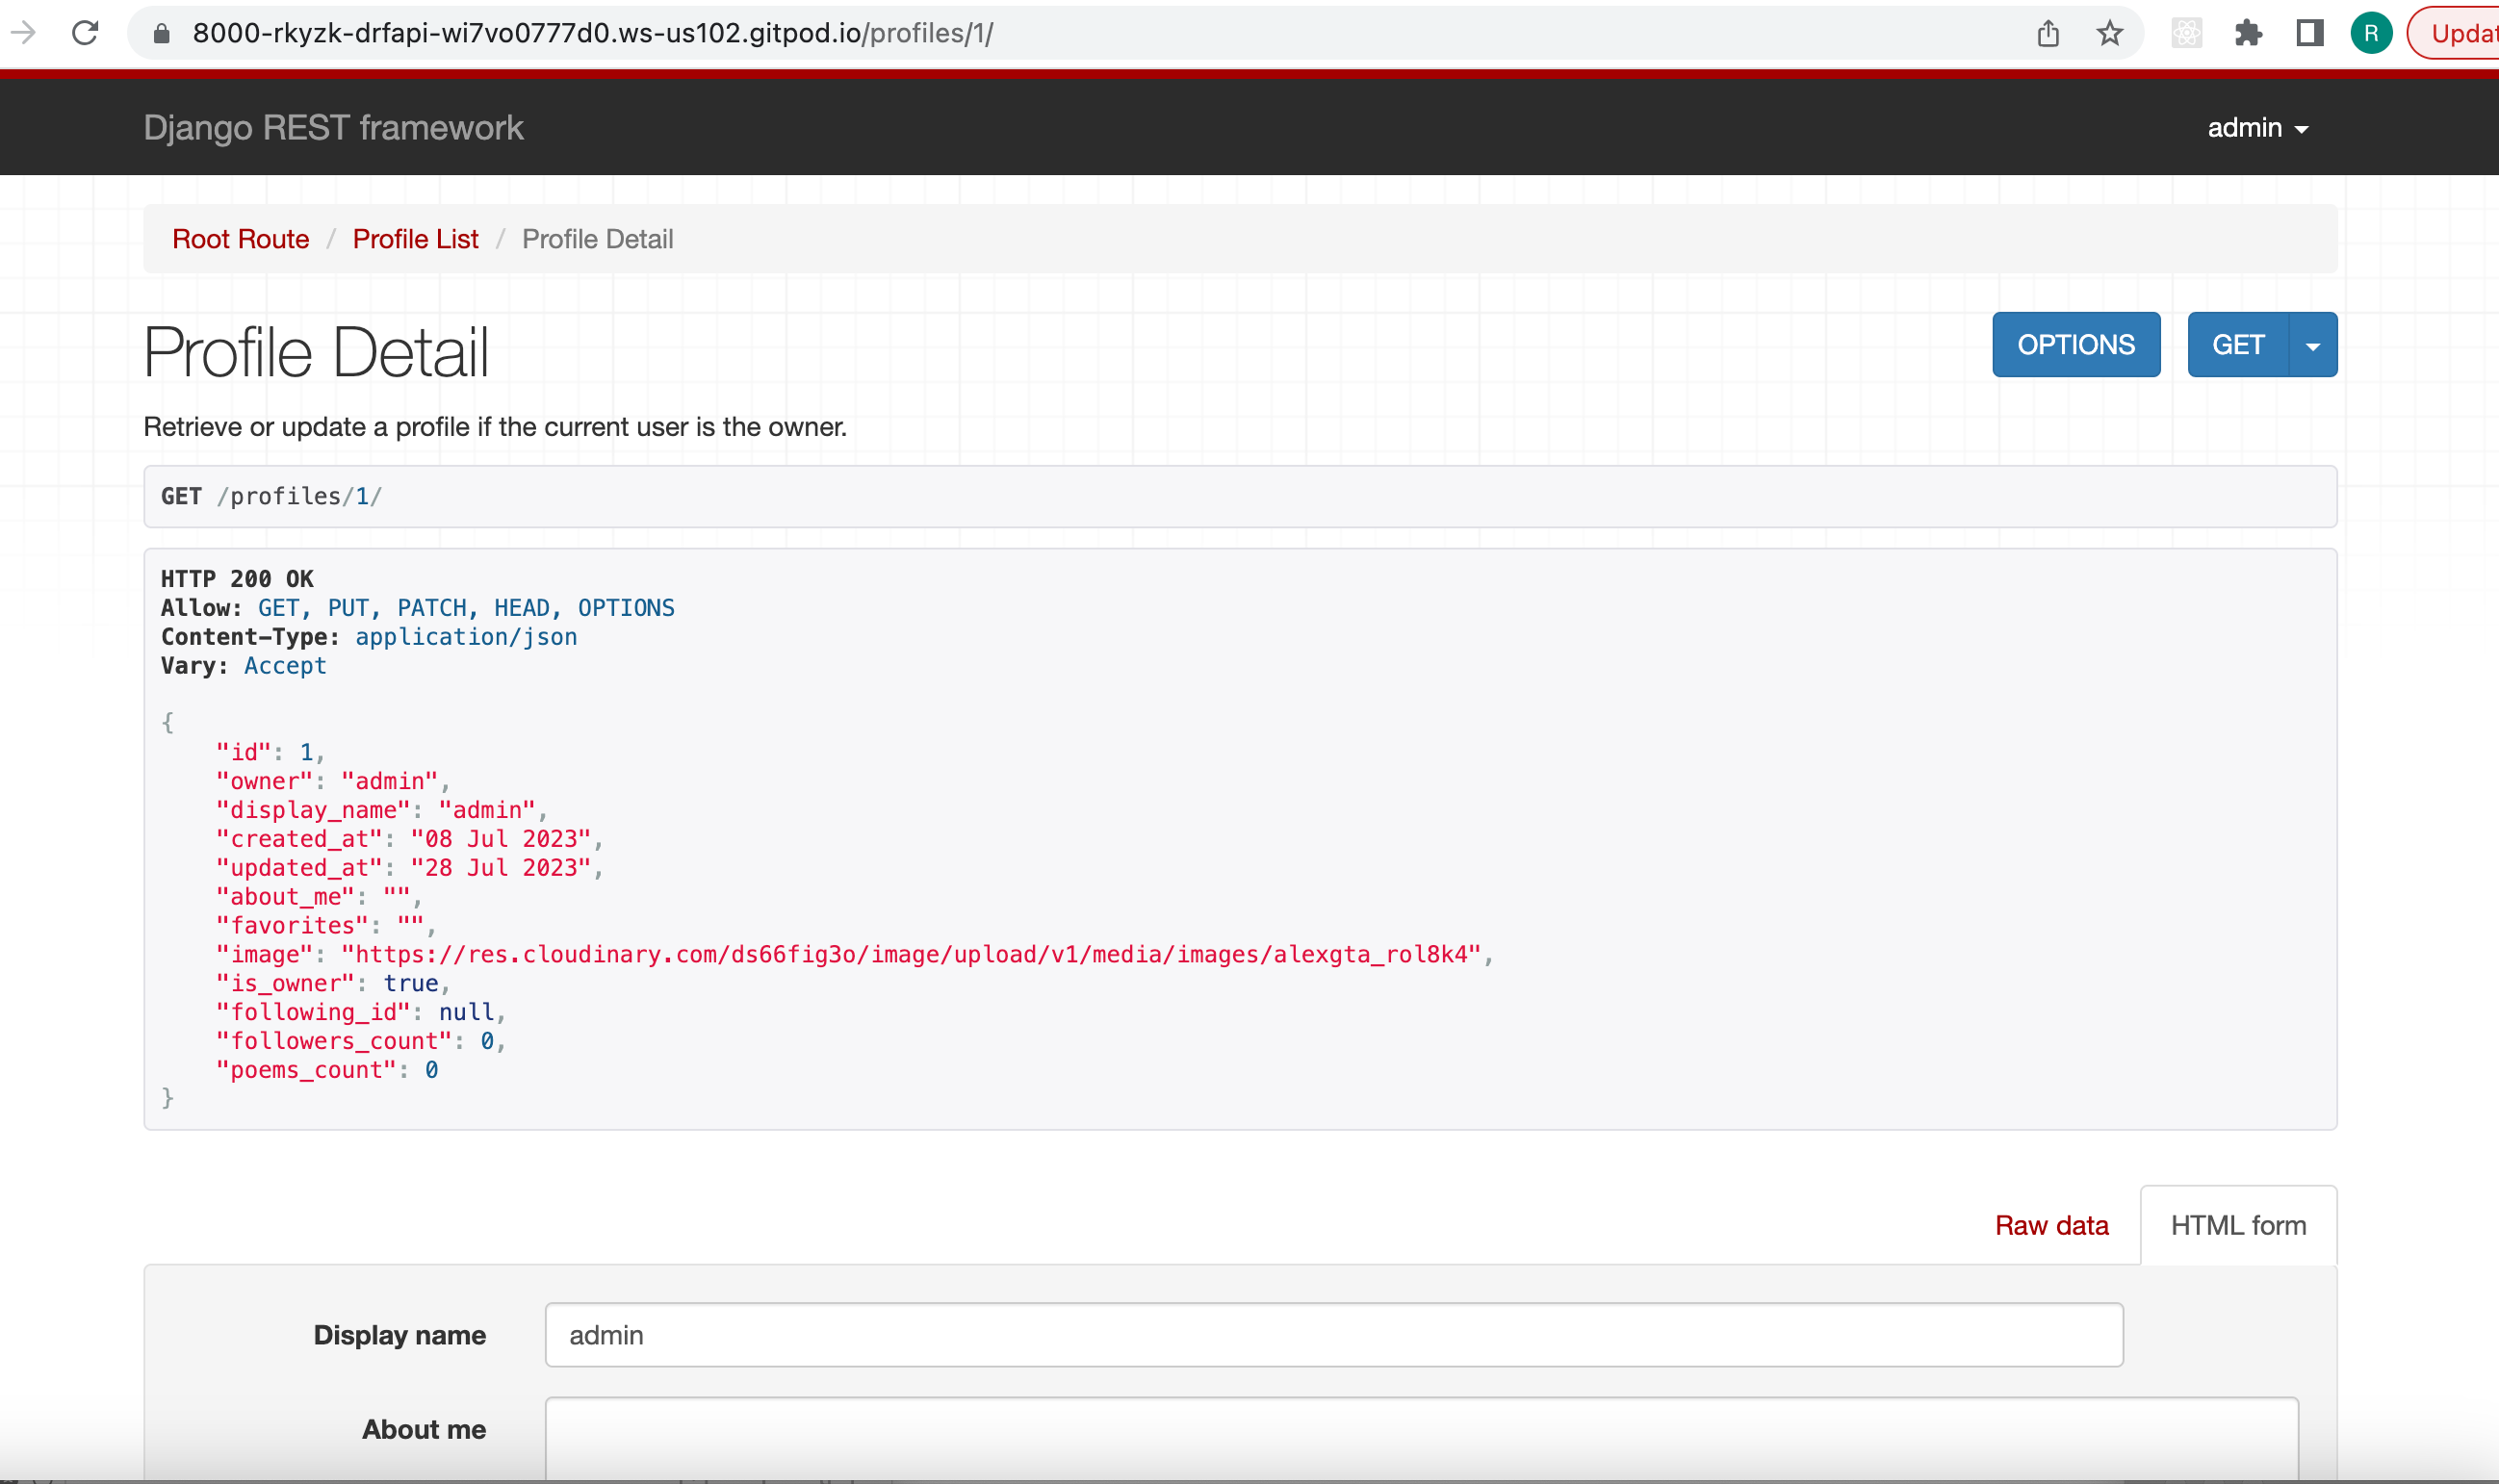 8000-rkyzk-drfapi-wi7vo0777d0.ws-us102.gitpod.io/profiles/1/
R
Updat
Django REST framework
admin
Root Route / Profile List / Profile Detail
Profile Detail
OPTIONS
GET
Retrieve or update a profile if the current user is the owner.
GET /profiles/1/
HTTP 200 OK
Allow: GET, PUT, PATCH, HEAD, OPTIONS
Content-Type: application/json
Vary: Accept
{
    "id": 1,
    "owner": "admin",
    "display_name": "admin",
    "created_at": "08 Jul 2023",
    "updated_at": "28 Jul 2023",
    "about_me": "",
    "favorites": "",
    "image": "https://res.cloudinary.com/ds66fig3o/image/upload/v1/media/images/alexgta_rol8k4",
    "is_owner": true,
    "following_id": null,
    "followers_count": 0,
    "poems_count": 0
}
Raw data
HTML form
Display name
admin
About me